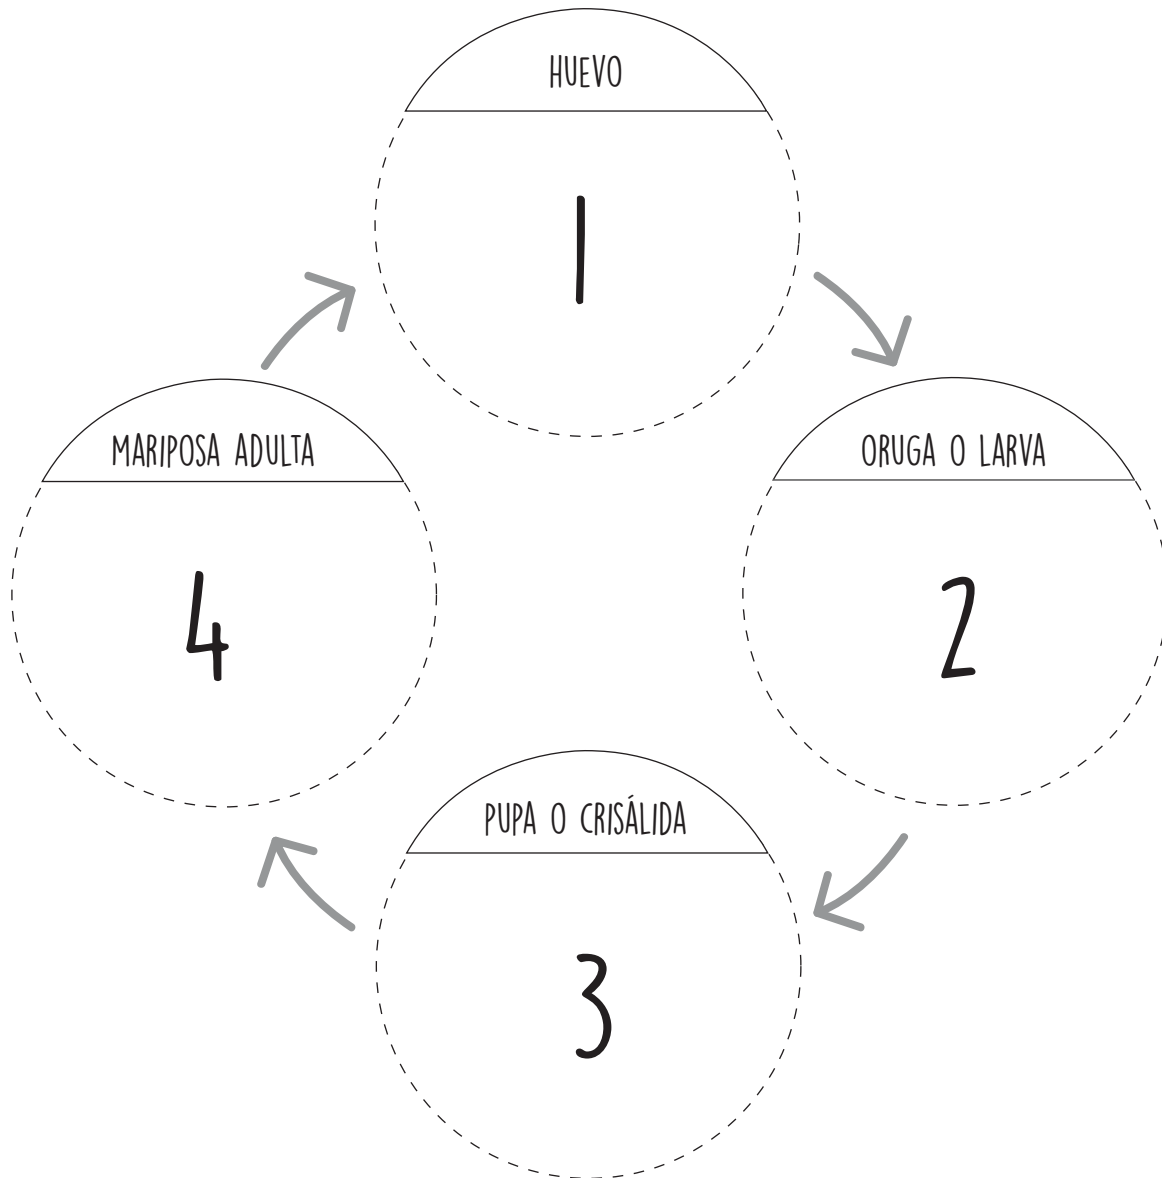 HUEVO
1
MARIPOSA ADULTA
ORUGA O LARVA
4
2
PUPA O CRISÁLIDA
3